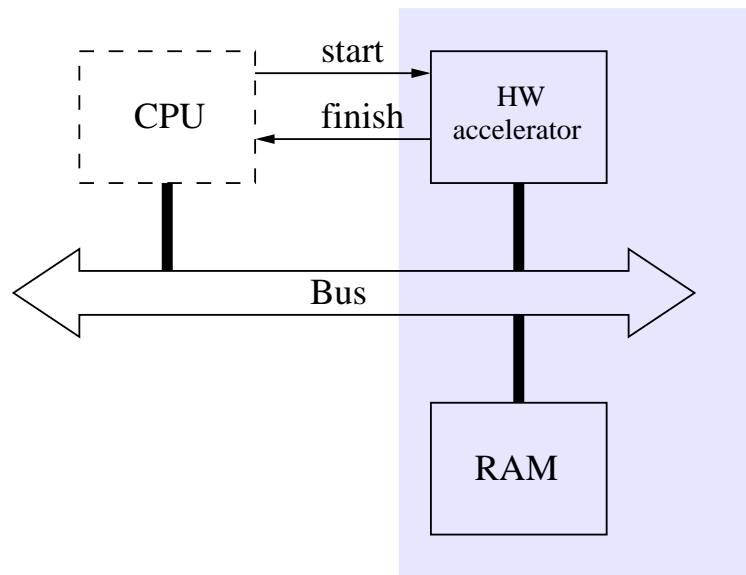 start
CPU
HW
accelerator
finish
Bus
RAM